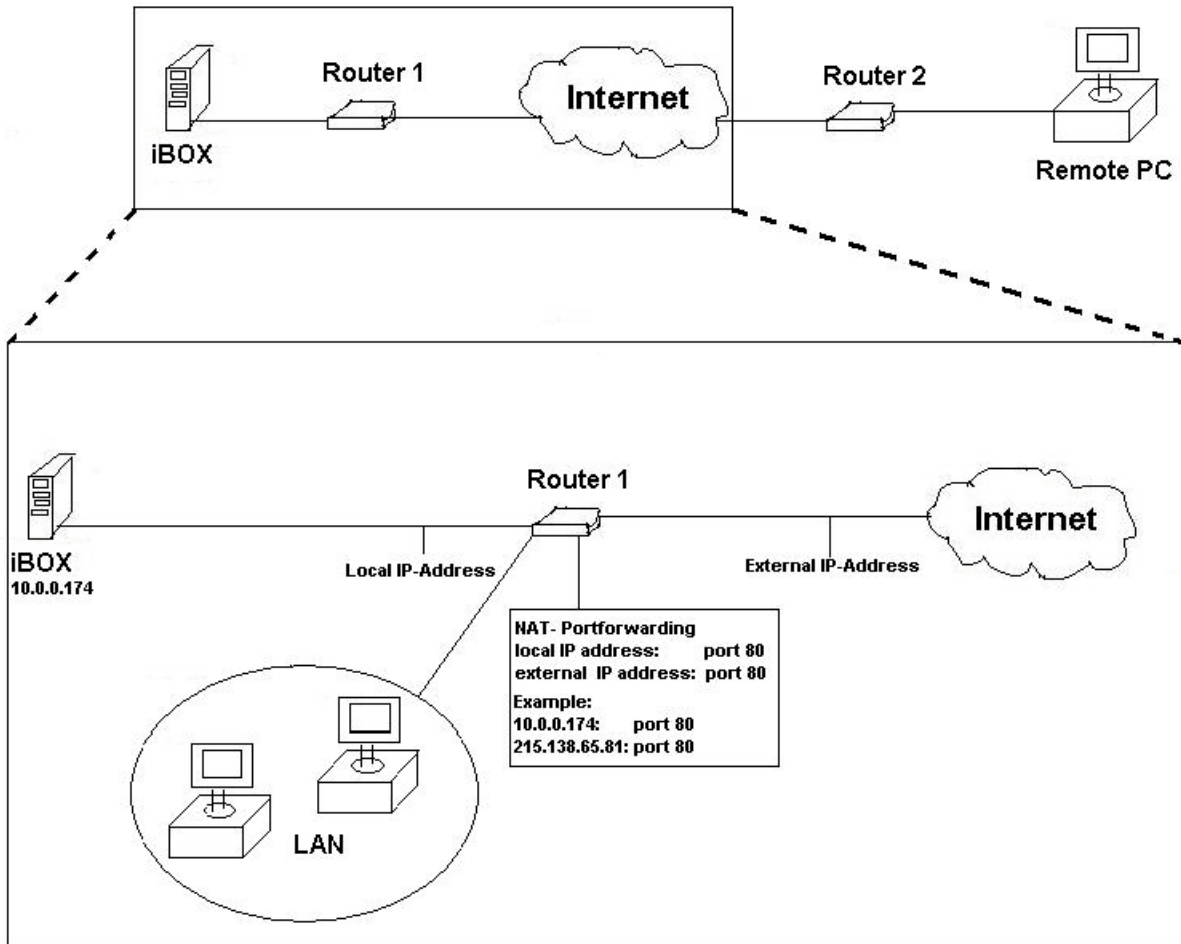 Router 1
Internet
Router 2
iBOX
Remote PC
Router 1
Internet
iBOX
10.0.0.174
Local IP-Address
External IP-Address
NAT- Portforwarding
local IP address: port 80
external IP address: port 80
Example:
10.0.0.174: port 80
215.138.65.81: port 80
LAN